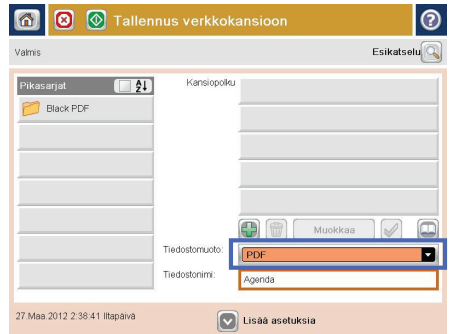 Tallennus verkkokansioon
Valmis
Esikatselu
Pikasarjat
Black PDF
Kansiopolku
Muokkaa
Tiedostomuoto:
PDF
Tiedostonimi:
Agenda
27.Maa.2012 2:38:41 Iltapäivä
Lisää asetuksia